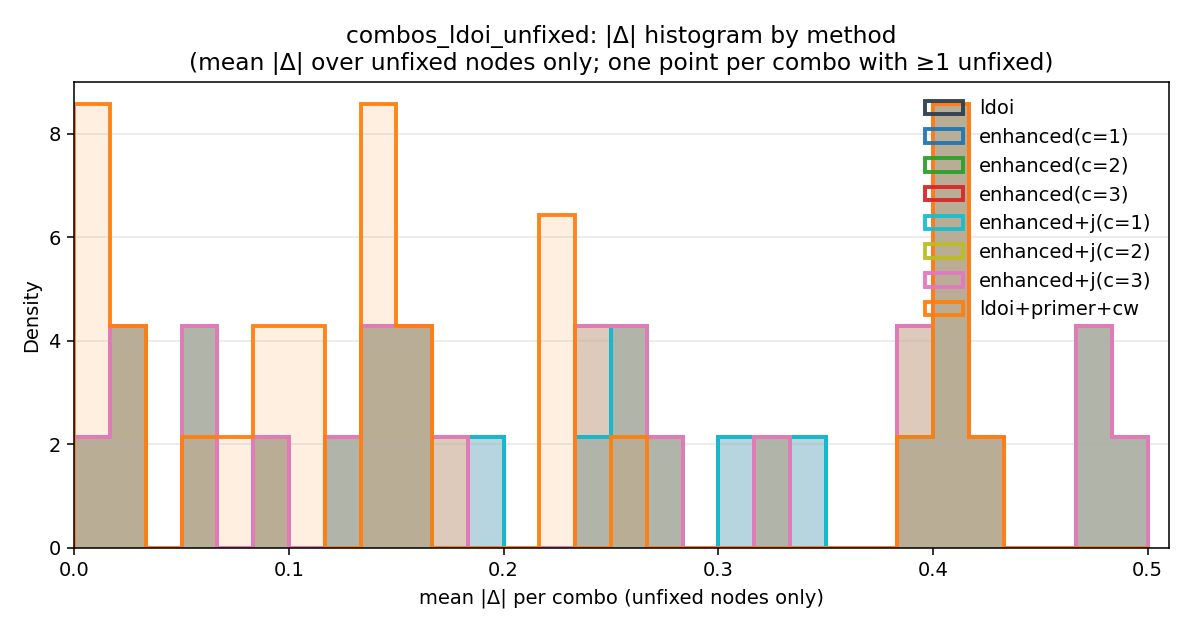 combos_ldoi_unfixed: |Δ| histogram by method
(mean |Δ| over unfixed nodes only; one point per combo with ≥1 unfixed)
Density
8
6
4
2
0
0.0
0.1
0.2
0.3
0.4
0.5
mean |Δ| per combo (unfixed nodes only)
ldoi
enhanced(c=1)
enhanced(c=2)
enhanced(c=3)
enhanced+j(c=1)
enhanced+j(c=2)
enhanced+j(c=3)
ldoi+primer+cw